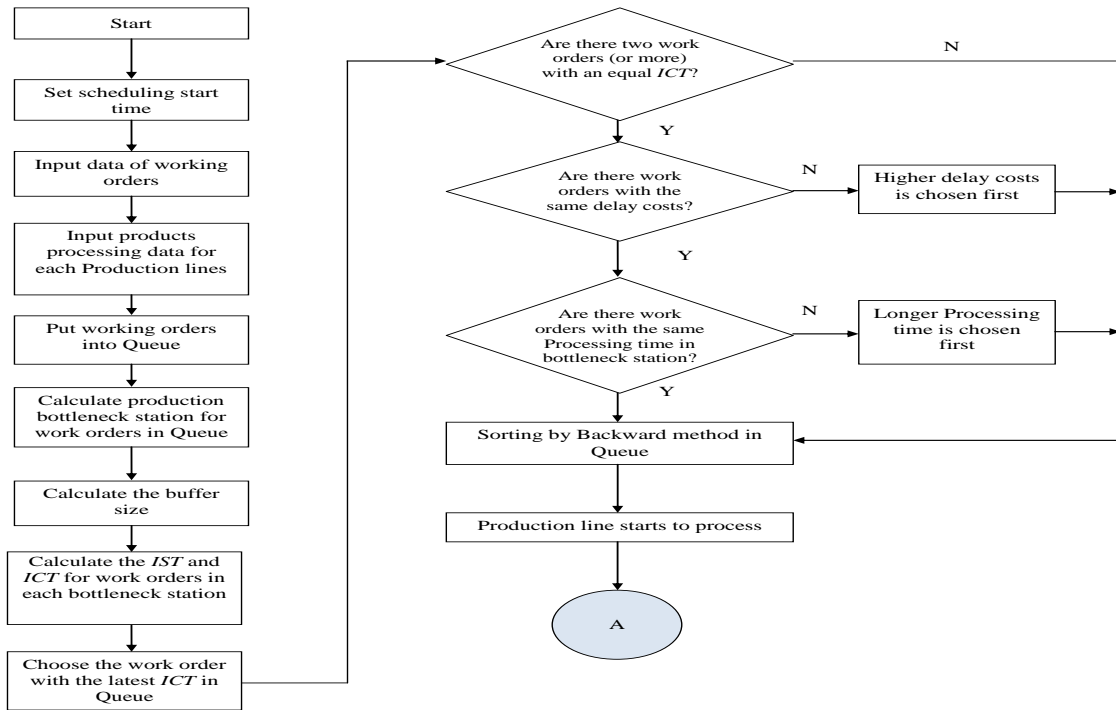 Start
Set scheduling start
time
Input data of working
orders
Input products
processing data for
each Production lines
Put working orders
into Queue
Calculate production
bottleneck station for
work orders in Queue
Calculate the buffer
size
Calculate the IST and
ICT for work orders in
each bottleneck station
Choose the work order
with the latest ICT in
Queue
Are there two work
orders (or more)
with an equal ICT?
N
Y
Are there work
orders with the
same delay costs?
N
Higher delay costs
is chosen first
Y
Are there work
orders with the same
Processing time in
bottleneck station?
N
Longer Processing
time is chosen
first
Y
Sorting by Backward method in
Queue
Production line starts to process
A